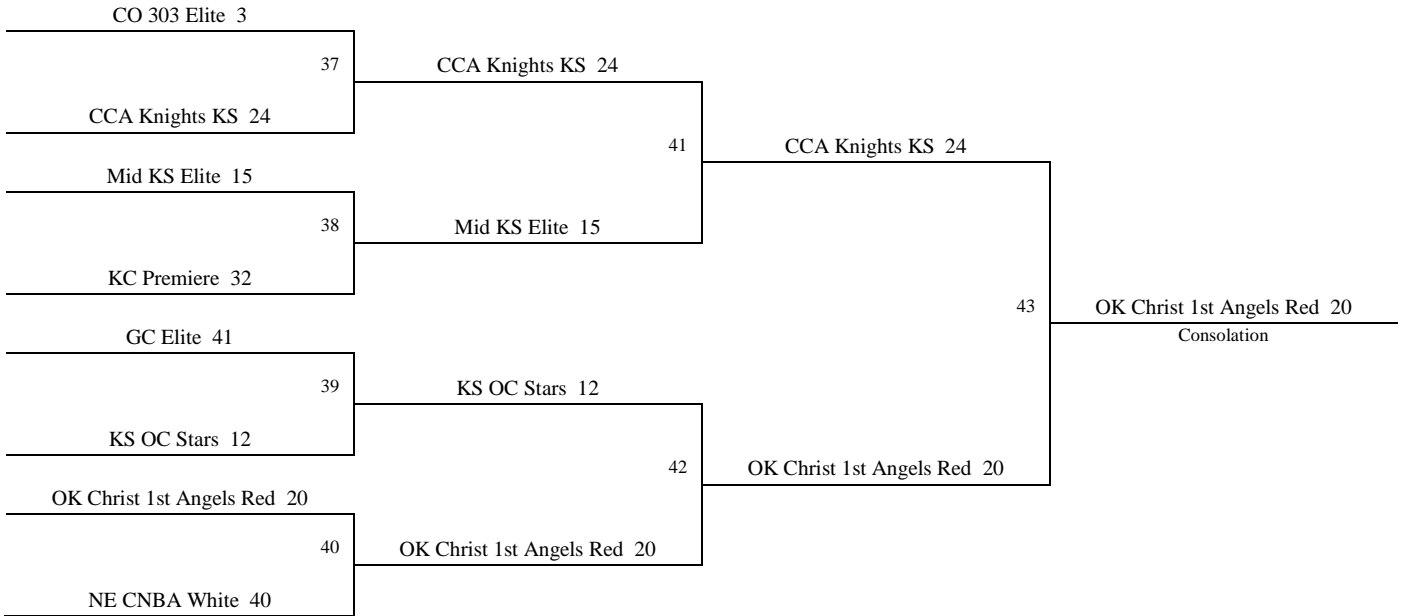 CO 303 Elite 3
37
CCA Knights KS 24
CCA Knights KS 24
41
CCA Knights KS 24
Mid KS Elite 15
38
Mid KS Elite 15
KC Premiere 32
43
OK Christ 1st Angels Red 20
Consolation
GC Elite 41
39
KS OC Stars 12
KS OC Stars 12
42
OK Christ 1st Angels Red 20
OK Christ 1st Angels Red 20
40
OK Christ 1st Angels Red 20
NE CNBA White 40